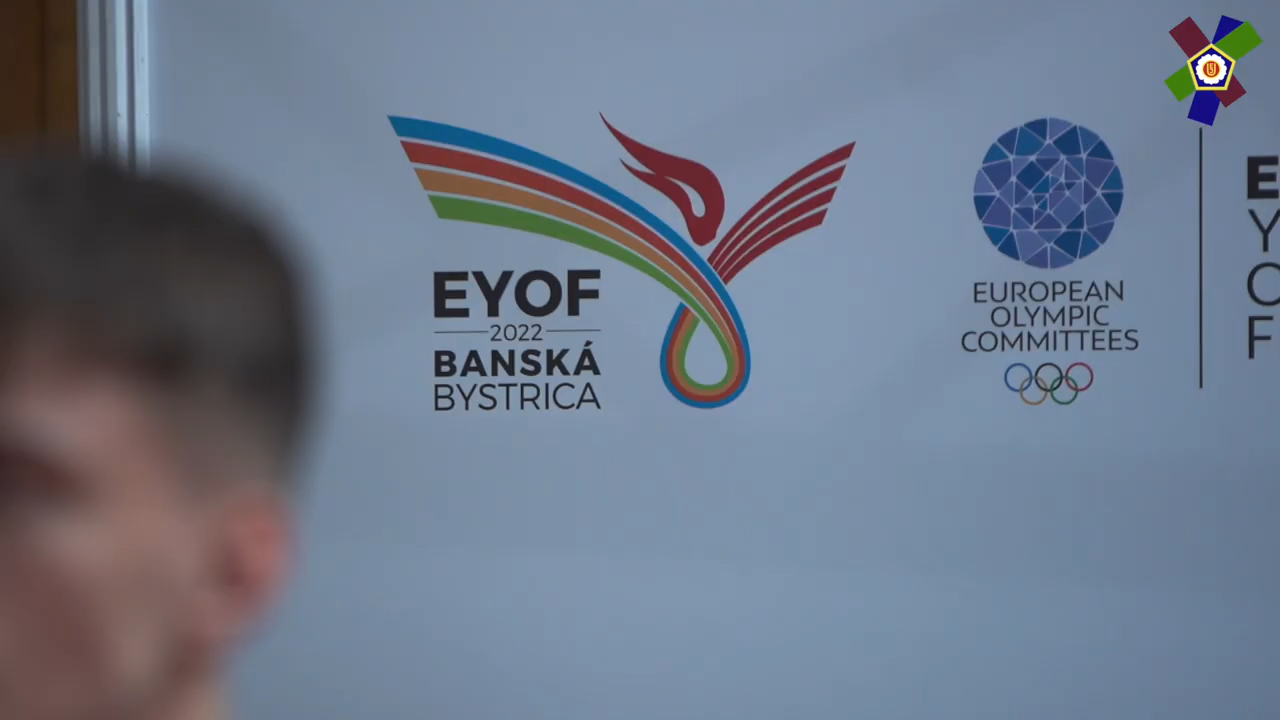 EYOF
2022
BANSKÁ
BYSTRICA
EUROPEAN
OLYMPIC
COMMITTEES
E
Y
O
F